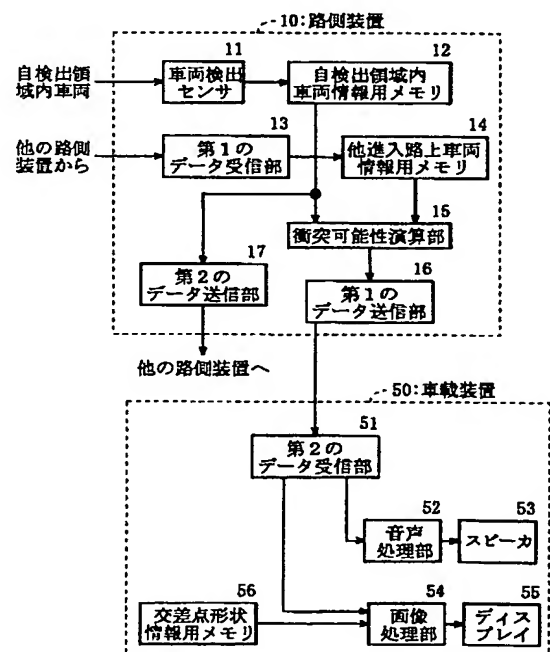 10:路側装置
11
12
自検出領
域内車両
車両検出
センサ
自検出領域内
車両情報用メモリ
13
14
他の路側
装置から
第1の
データ受信部
他進入路上車両
情報用メモリ
15
衝突可能性演算部
17
16
第2の
データ送信部
第1の
データ送信部
他の路側装置へ
50:車載装置
51
第2の
データ受信部
52
53
音声
処理部
スピーカ
56
54
55
交差点形状
情報用メモリ
画像
処理部
ディス
プレイ